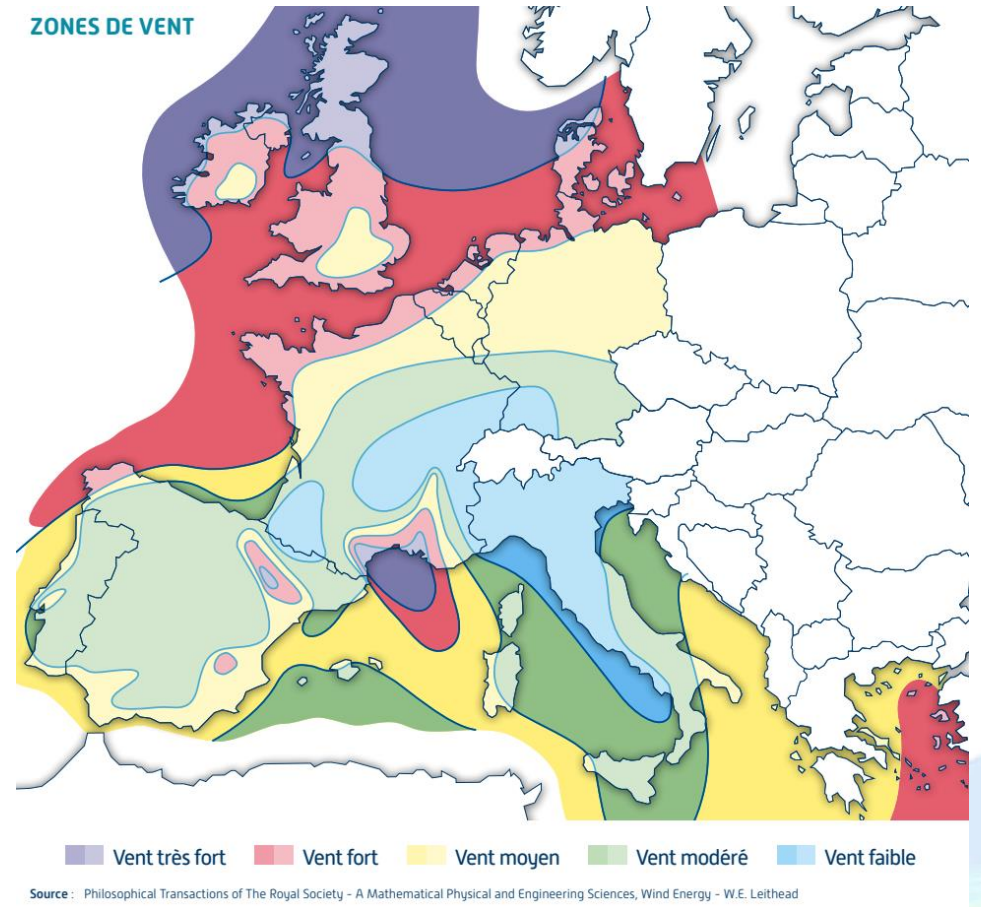 ZONES DE VENT
Vent très fort Vent fort Vent moyen Vent modéré Vent faible
Source : Philosophical Transactions of The Royal Society - A Mathematical Physical and Engineering Sciences, Wind Energy - W.E. Leithead